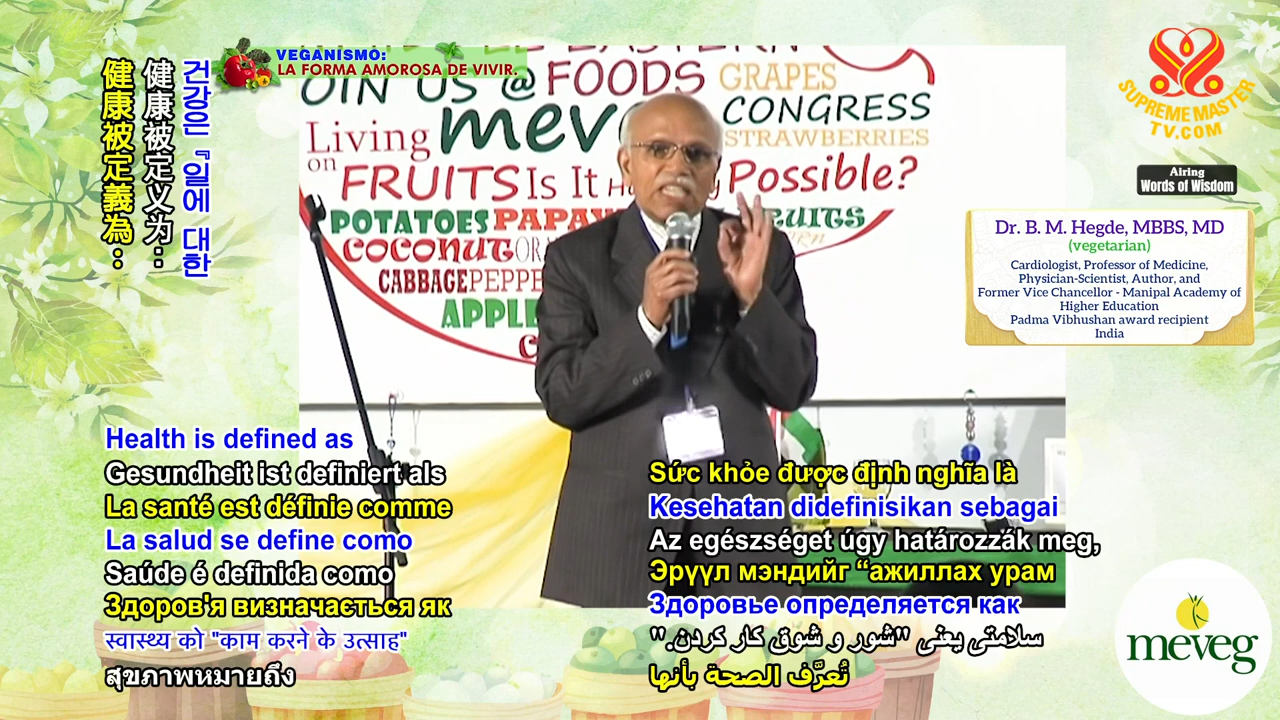 VEGANISMO:
LA FORMA AMOROSA DE VIVIR.
SUPREME MASTER
TV.COM
Airing
Words of Wisdom
Dr. B. M. Hegde, MBBS, MD
(vegetarian)
Cardiologist, Professor of Medicine,
Physician-Scientist, Author, and
Former Vice Chancellor - Manipal Academy of
Higher Education
Padma Vibhushan award recipient
India
건강은 『일에 대한
健康被定义为…
健康被定義為…
EASTERN
OIN US @ FOODS GRAPES
Living meve CONGRESS
on STRAWBERRIES
FRUITS Is It Possible?
POTATOES
COCONUT
CABBAGE PEPPE
APPL
Health is defined as
Gesundheit ist definiert als
La santé est définie comme
La salud se define como
Saúde é definida como
Здоров'я визначається як
स्वास्थ्य को "काम करने के उत्साह"
สุขภาพหมายถึง
Sức khỏe được định nghĩa là
Kesehatan didefinisikan sebagai
Az egészséget úgy határozzák meg,
Эрүүл мэндийг “ажиллах урам
Здоровье определяется как
سلامتی یعنی "شور و شوق کار کردن."
تُعرَّف الصحة بأنها
meveg